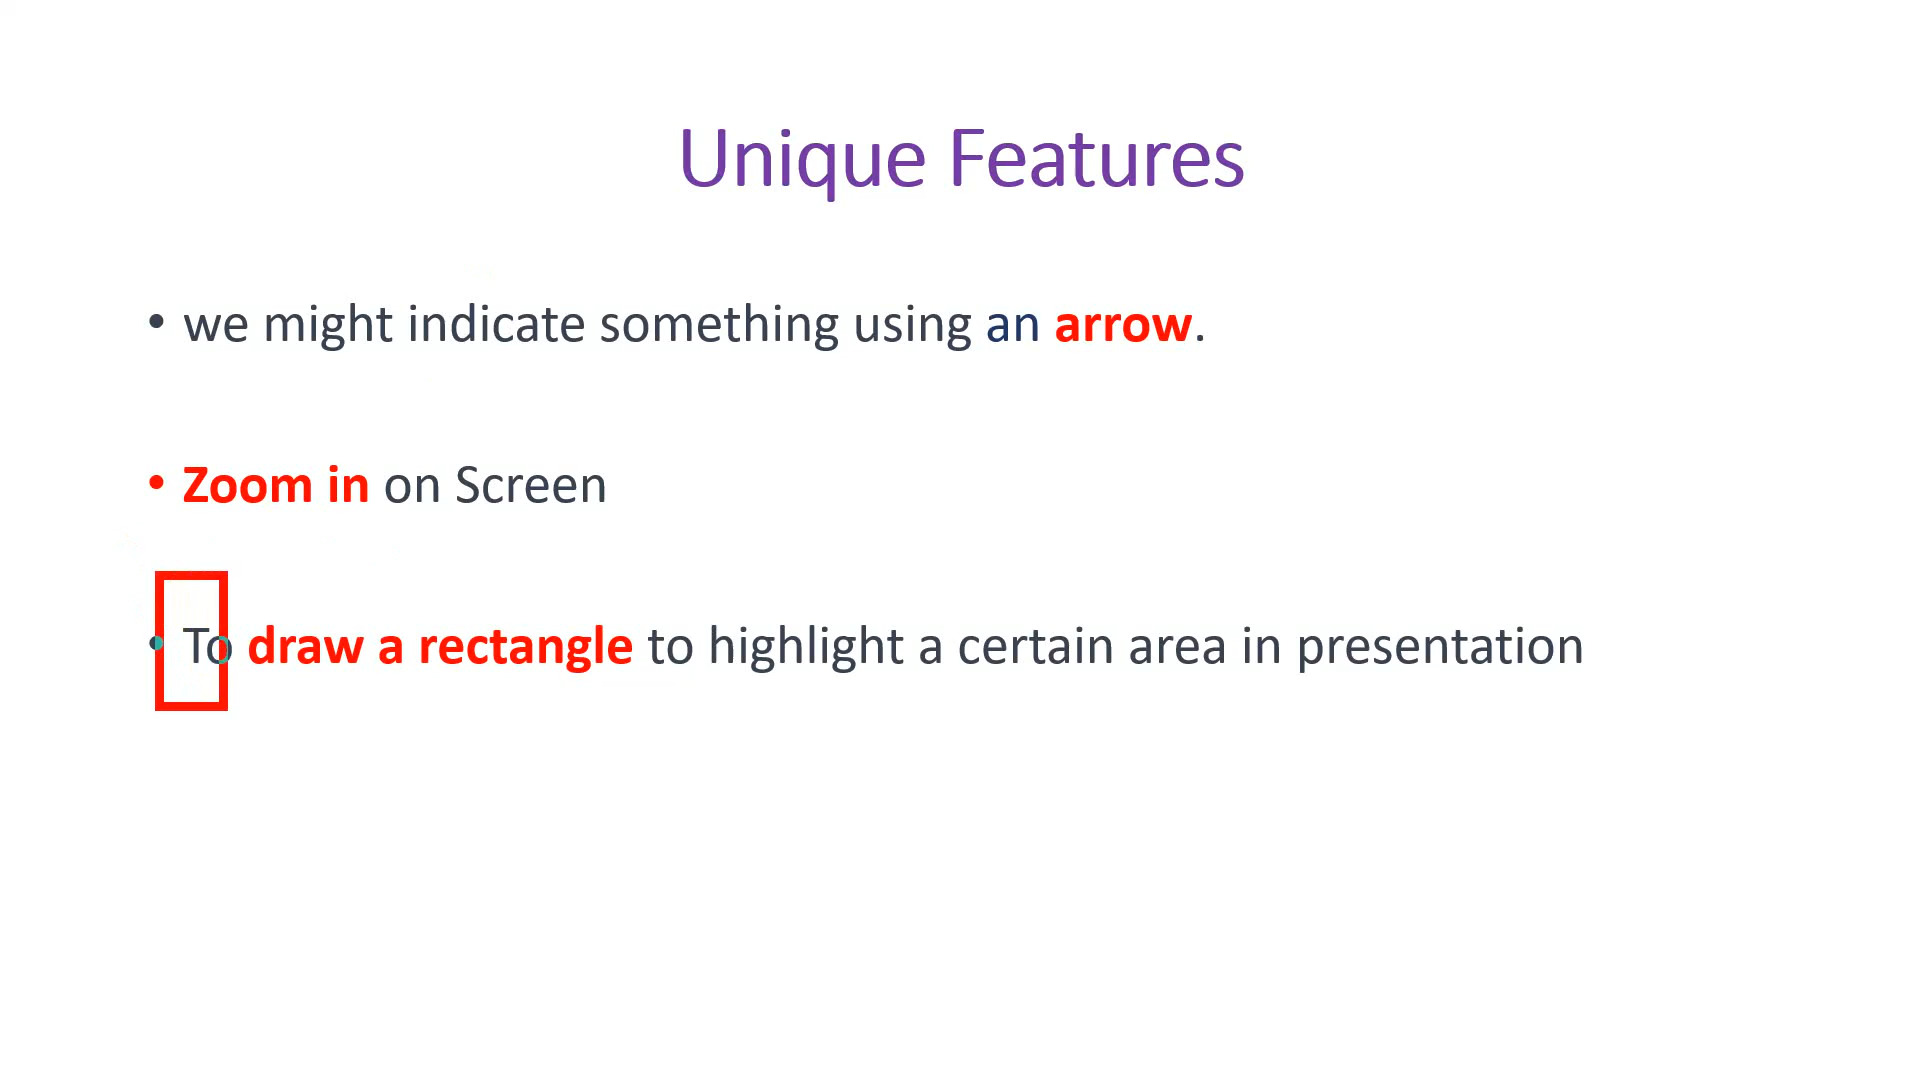 Unique Features
• we might indicate something using an arrow.
• Zoom in on Screen
• To draw a rectangle to highlight a certain area in presentation